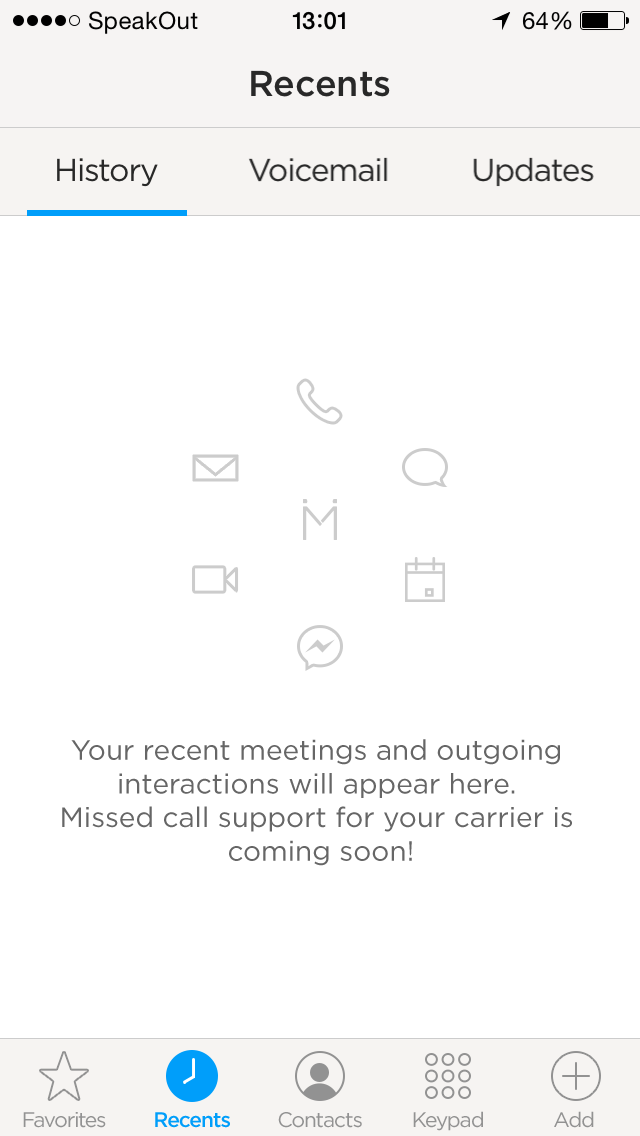 SpeakOut 13:01 64%
Recents
History Voicemail Updates
Your recent meetings and outgoing
interactions will appear here.
Missed call support for your carrier is
coming soon!
Favorites Recents Contacts Keypad Add